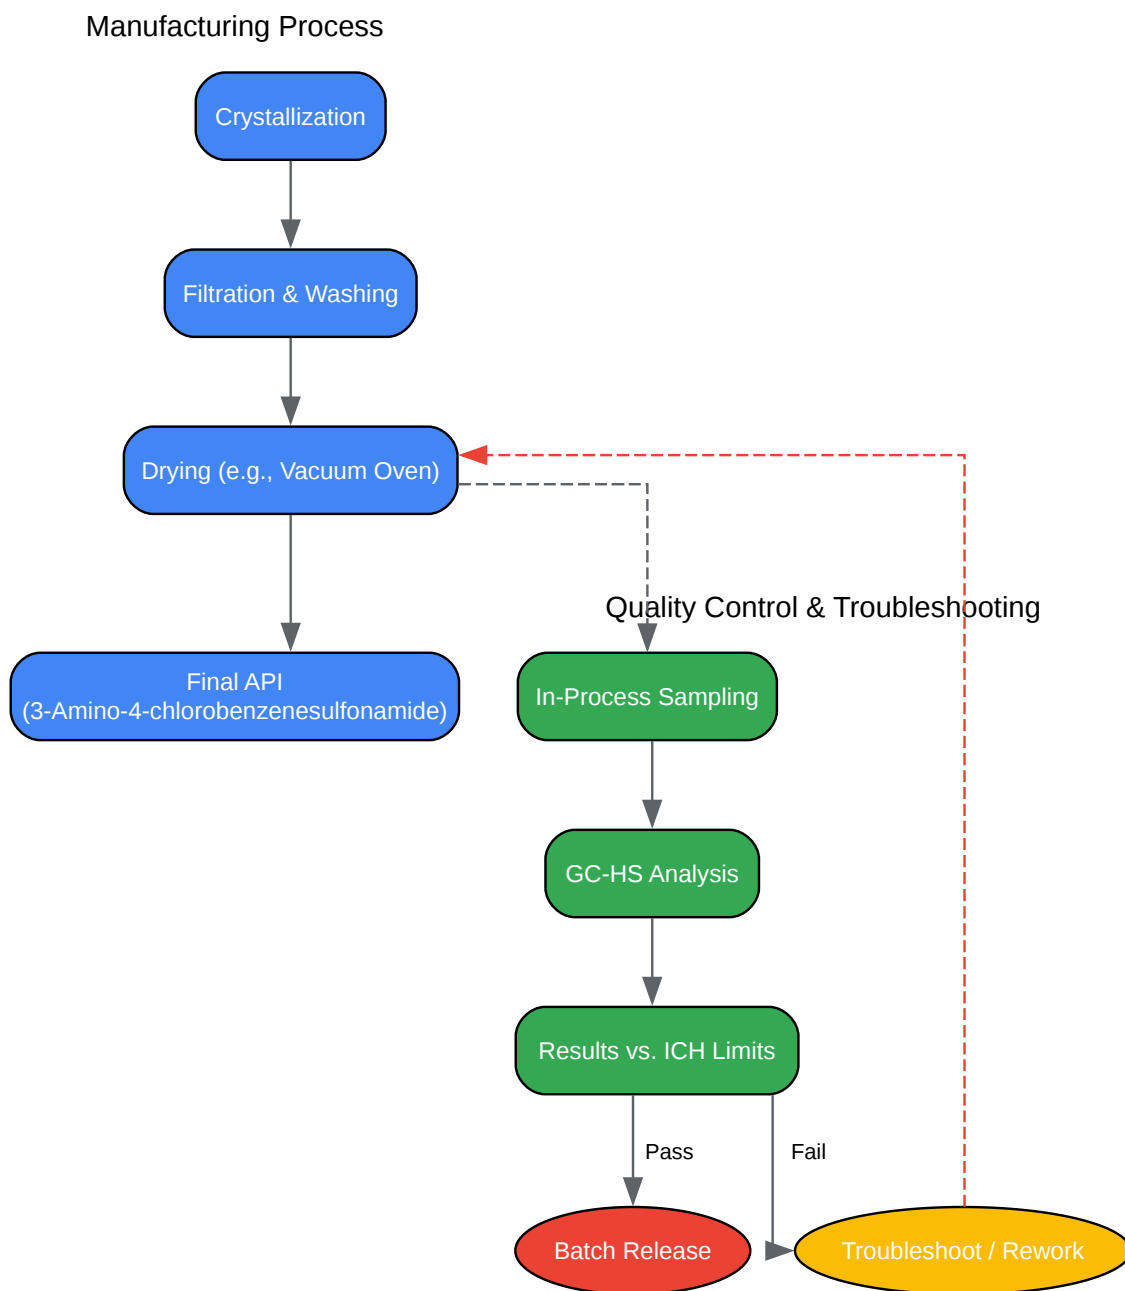 Manufacturing Process
Crystallization
Filtration & Washing
Drying (e.g., Vacuum Oven)
Quality Control & Troubleshooting
Final API
(3-Amino-4-chlorobenzenesulfonamide)
In-Process Sampling
GC-HS Analysis
Results vs. ICH Limits
Pass
Fail
Batch Release
Troubleshoot / Rework